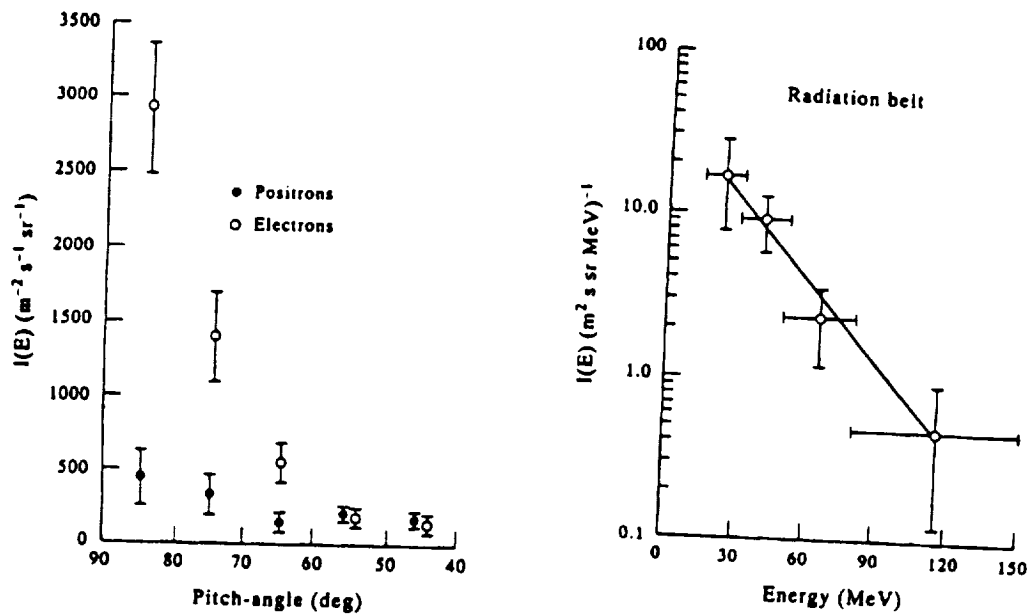 3500
3000
2500
2000
1500
1000
500
0
I(E) (m⁻² s⁻¹ sr⁻¹)
● Positrons
○ Electrons
90 80 70 60 50 40
Pitch-angle (deg)
100
10.0
1.0
0.1
I(E) (m² s sr MeV)⁻¹
Radiation belt
0 30 60 90 120 150
Energy (MeV)